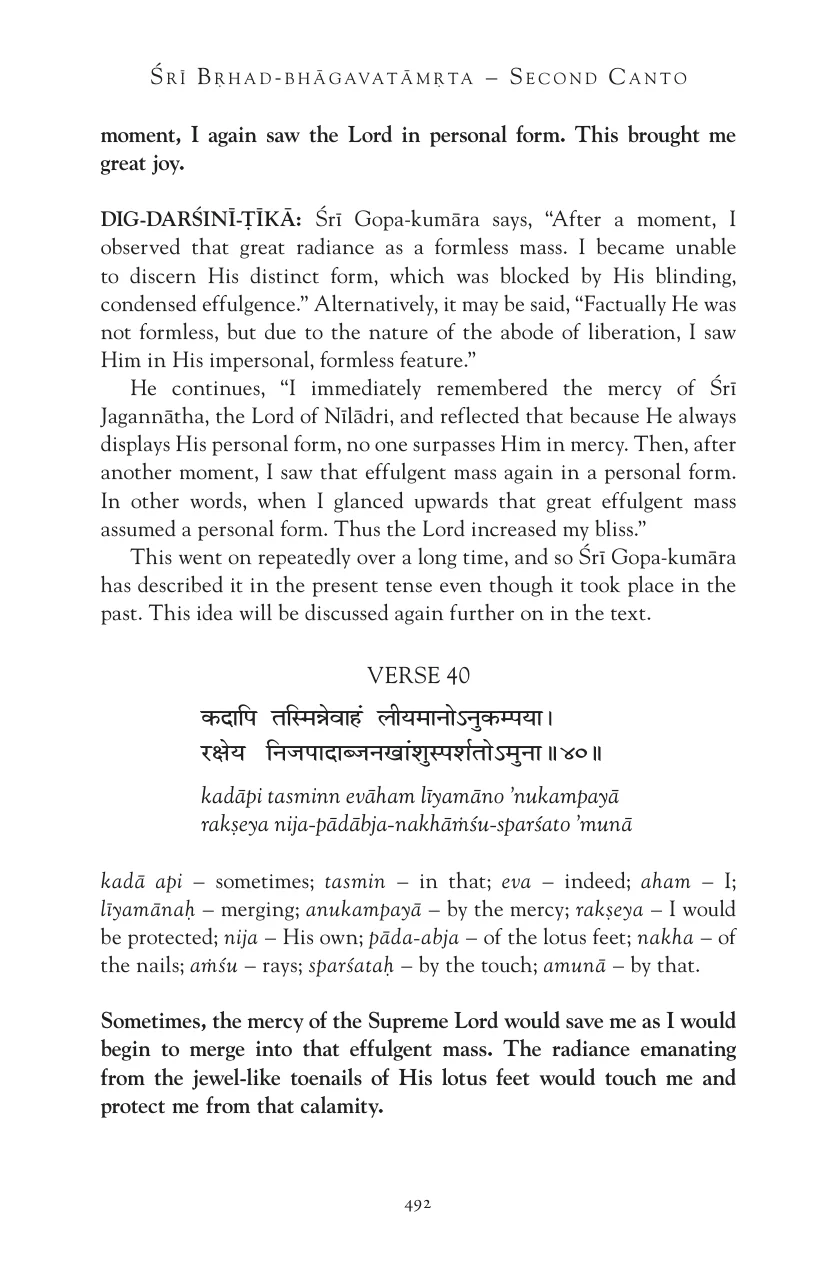 Śrī Bṛhad-bhāgavatāmṛta – Second Canto
moment, I again saw the Lord in personal form. This brought me
great joy.
DIG-DARŚINĪ-ṬĪKĀ: Śrī Gopa-kumāra says, “After a moment, I
observed that great radiance as a formless mass. I became unable
to discern His distinct form, which was blocked by His blinding,
condensed effulgence.” Alternatively, it may be said, “Factually He was
not formless, but due to the nature of the abode of liberation, I saw
Him in His impersonal, formless feature.”
He continues, “I immediately remembered the mercy of Śrī
Jagannātha, the Lord of Nīlādri, and reflected that because He always
displays His personal form, no one surpasses Him in mercy. Then, after
another moment, I saw that effulgent mass again in a personal form.
In other words, when I glanced upwards that great effulgent mass
assumed a personal form. Thus the Lord increased my bliss.”
This went on repeatedly over a long time, and so Śrī Gopa-kumāra
has described it in the present tense even though it took place in the
past. This idea will be discussed again further on in the text.
VERSE 40
कदापि तस्मिन्नेवाहं लीयमानोऽनुकम्पया।
रक्षेय निजपादाब्जनखांशुस्पर्शतोऽमुना॥४०॥
kadāpi tasminn evāham līyamāno ’nukampayā
rakṣeya nija-pādābja-nakhāṁśu-sparśato ’munā
kadā api – sometimes; tasmin – in that; eva – indeed; aham – I;
līyamānaḥ – merging; anukampayā – by the mercy; rakṣeya – I would
be protected; nija – His own; pāda-abja – of the lotus feet; nakha – of
the nails; aṁśu – rays; sparśataḥ – by the touch; amunā – by that.
Sometimes, the mercy of the Supreme Lord would save me as I would
begin to merge into that effulgent mass. The radiance emanating
from the jewel-like toenails of His lotus feet would touch me and
protect me from that calamity.
492